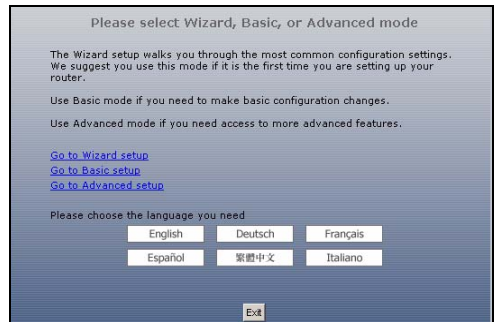 Please select Wizard, Basic, or Advanced mode
The Wizard setup walks you through the most common configuration settings.
We suggest you use this mode if it is the first time you are setting up your
router.
Use Basic mode if you need to make basic configuration changes.
Use Advanced mode if you need access to more advanced features.
Go to Wizard setup
Go to Basic setup
Go to Advanced setup
Please choose the language you need
English Deutsch Français
Español 繁體中文 Italiano
Exit